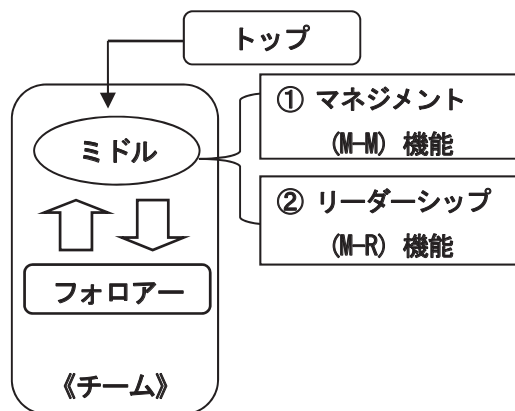 トップ
① マネジメント
(M-M) 機能
ミドル
② リーダーシップ
(M-R) 機能
フォロアー
《チーム》